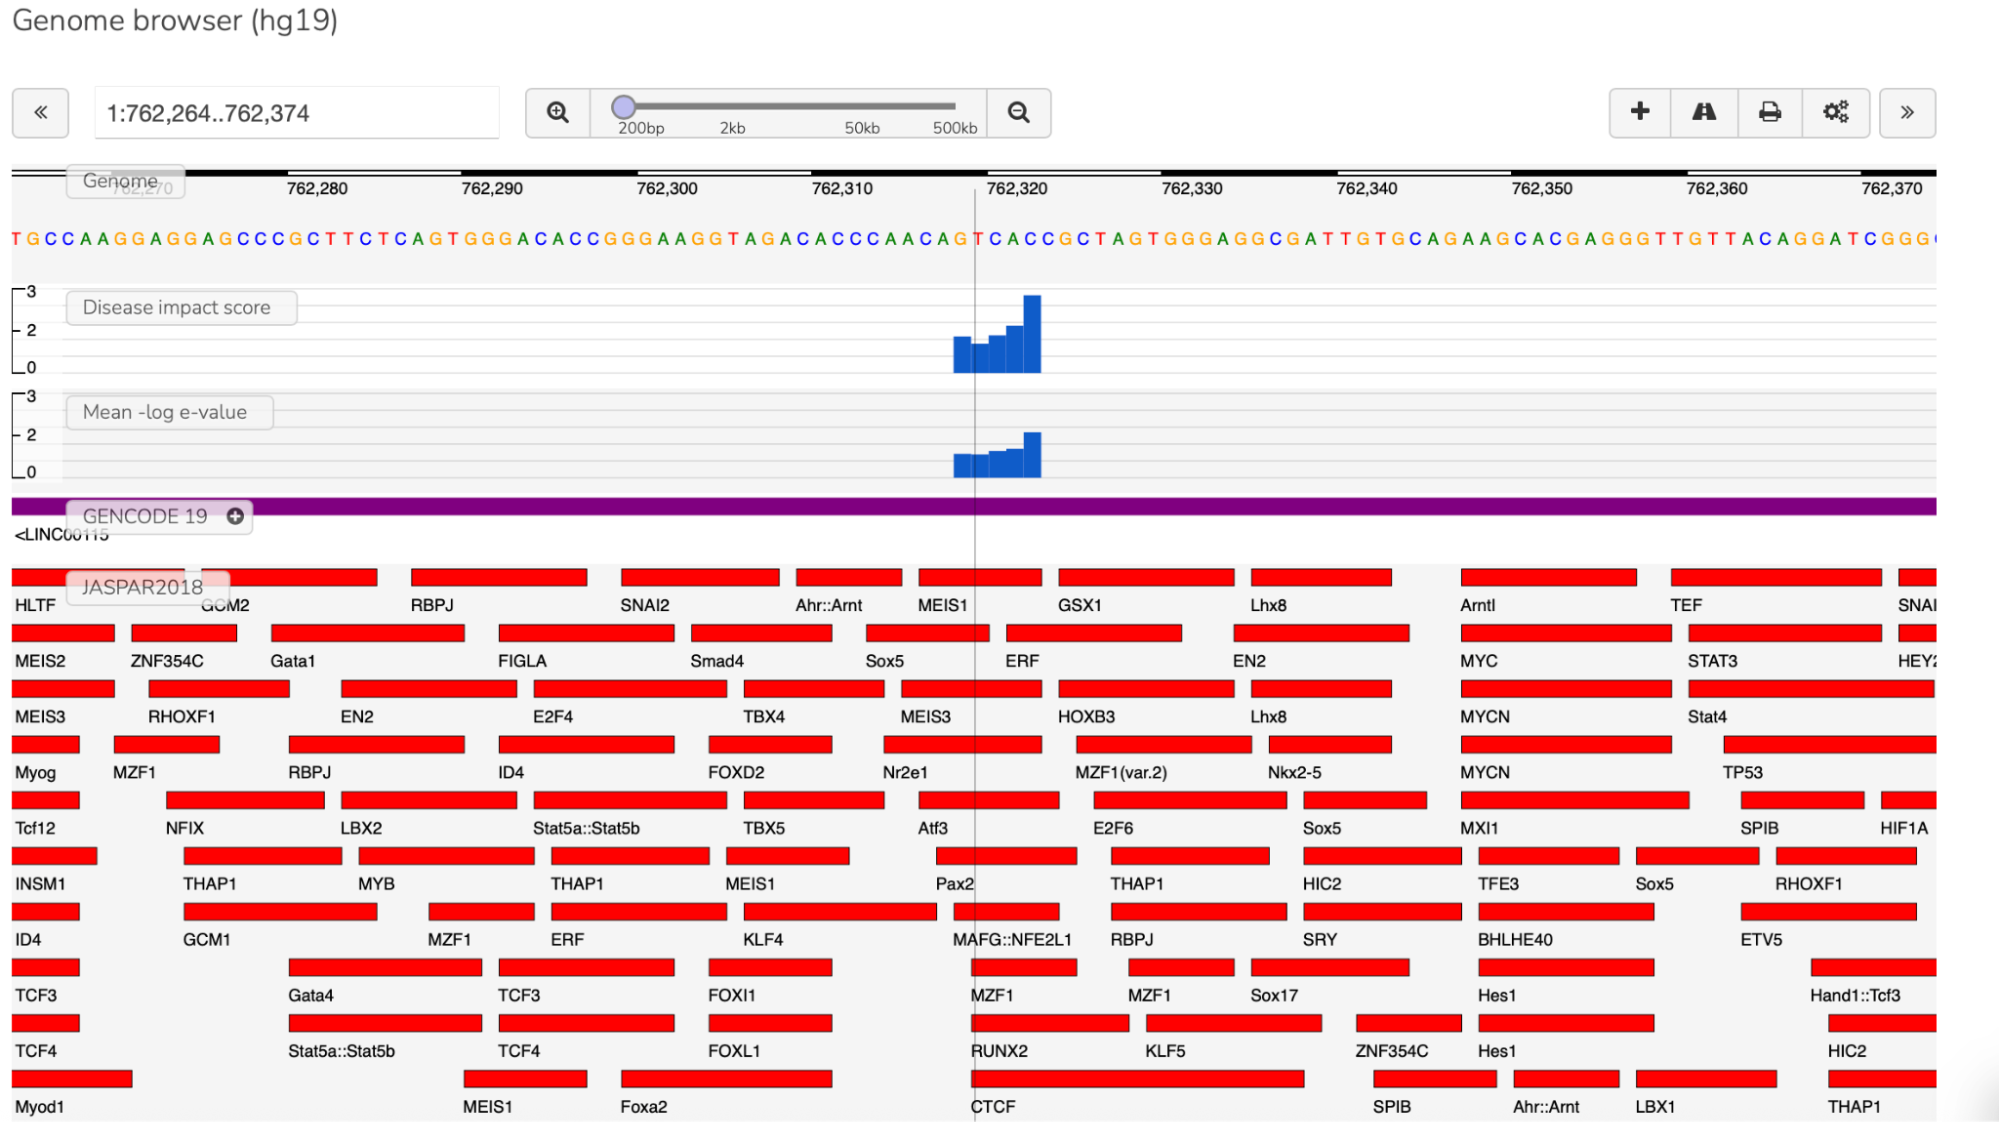 Genome browser (hg19)
1:762,264..762,374
200bp 2kb 50kb 500kb
Genome
762,270 762,280 762,290 762,300 762,310 762,320 762,330 762,340 762,350 762,360 762,370
TGCCAAGGAGGAGCCCGCTTCTCAGTGGGACACCGGGAAGGTAGACACCCAACAGTCACCGCTAGTGGGAGGCGATTGTGCAGAAGCACGAGGGTTGTTACAGGATCGGG
3
Disease impact score
2
0
3
Mean -log e-value
2
0
GENCODE 19
<LINC00115
JASPAR2018
HLTF GCM2 RBPJ SNAI2 Ahr::Arnt MEIS1 GSX1 Lhx8 Arntl TEF SNAI
MEIS2 ZNF354C Gata1 FIGLA Smad4 Sox5 ERF EN2 MYC STAT3 HEY2
MEIS3 RHOXF1 EN2 E2F4 TBX4 MEIS3 HOXB3 Lhx8 MYCN Stat4
Myog MZF1 RBPJ ID4 FOXD2 Nr2e1 MZF1(var.2) Nkx2-5 MYCN TP53
Tcf12 NFIX LBX2 Stat5a::Stat5b TBX5 Atf3 E2F6 Sox5 MXI1 SPIB HIF1A
INSM1 THAP1 MYB THAP1 MEIS1 Pax2 THAP1 HIC2 TFE3 Sox5 RHOXF1
ID4 GCM1 MZF1 ERF KLF4 MAFG::NFE2L1 RBPJ SRY BHLHE40 ETV5
TCF3 Gata4 TCF3 FOXI1 MZF1 MZF1 Sox17 Hes1 Hand1::Tcf3
TCF4 Stat5a::Stat5b TCF4 FOXL1 RUNX2 KLF5 ZNF354C Hes1 HIC2
Myod1 MEIS1 Foxa2 CTCF SPIB Ahr::Arnt LBX1 THAP1